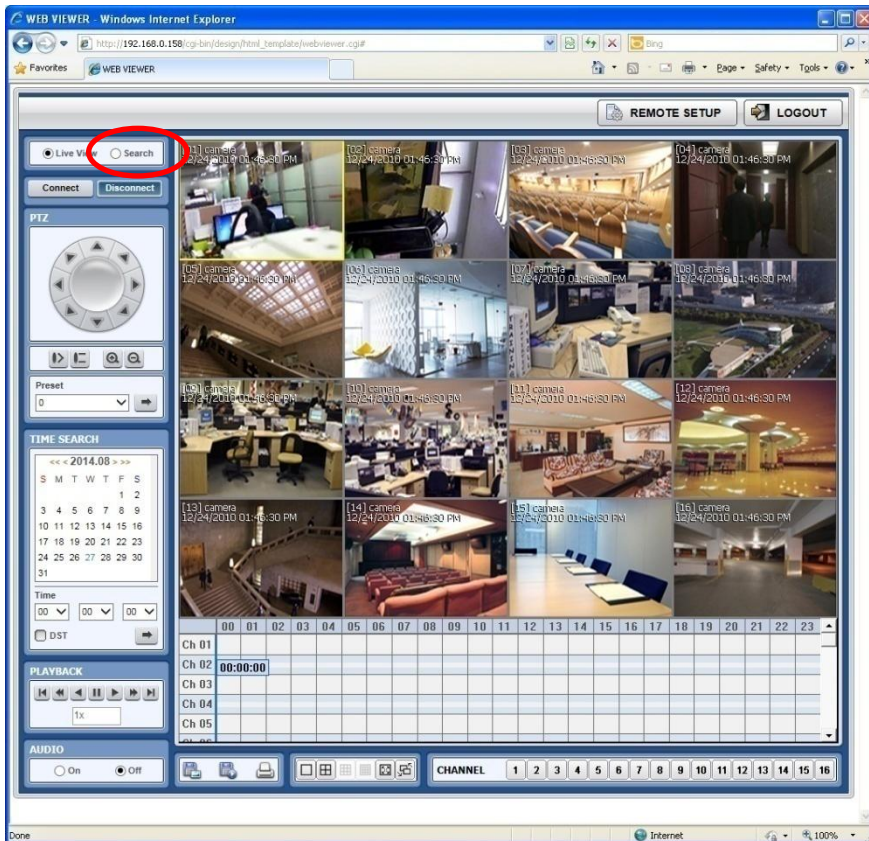 WEB VIEWER - Windows Internet Explorer
http://192.168.0.158/cgi-bin/design/html_template/webviewer.cgi#
Bing
Favorites WEB VIEWER Page Safety Tools
REMOTE SETUP LOGOUT
Live View Search
Connect Disconnect
PTZ
Preset
0
TIME SEARCH
<< < 2014.08 > >>
S M T W T F S
1 2
3 4 5 6 7 8 9
10 11 12 13 14 15 16
17 18 19 20 21 22 23
24 25 26 27 28 29 30
31
Time
00 00 00
DST
PLAYBACK
1x
AUDIO
On Off
[01] camera
12/24/2010 01:46:30 PM
[02] camera
12/24/2010 01:46:30 PM
[03] camera
12/24/2010 01:46:30 PM
[04] camera
12/24/2010 01:46:30 PM
[05] camera
12/24/2010 01:46:30 PM
[06] camera
12/24/2010 01:46:30 PM
[07] camera
12/24/2010 01:46:30 PM
[08] camera
12/24/2010 01:46:30 PM
[09] camera
12/24/2010 01:46:30 PM
[10] camera
12/24/2010 01:46:30 PM
[11] camera
12/24/2010 01:46:30 PM
[12] camera
12/24/2010 01:46:30 PM
[13] camera
12/24/2010 01:46:30 PM
[14] camera
12/24/2010 01:46:30 PM
[15] camera
12/24/2010 01:46:30 PM
[16] camera
12/24/2010 01:46:30 PM
00 01 02 03 04 05 06 07 08 09 10 11 12 13 14 15 16 17 18 19 20 21 22 23
Ch 01
Ch 02 00:00:00
Ch 03
Ch 04
Ch 05
CHANNEL 1 2 3 4 5 6 7 8 9 10 11 12 13 14 15 16
Done Internet 100%